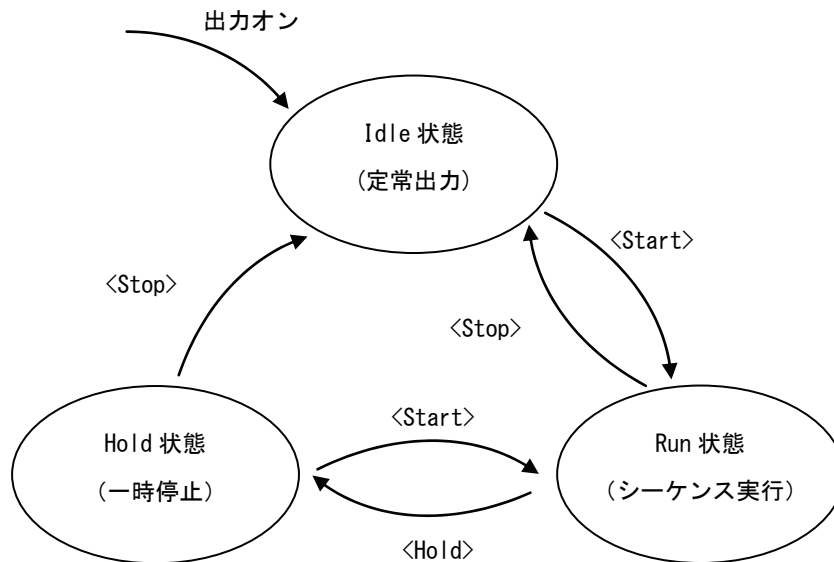 出力オン
Idle 状態
(定常出力)
<Start>
<Stop>
<Stop>
<Start>
Hold 状態
(一時停止)
Run 状態
(シーケンス実行)
<Hold>